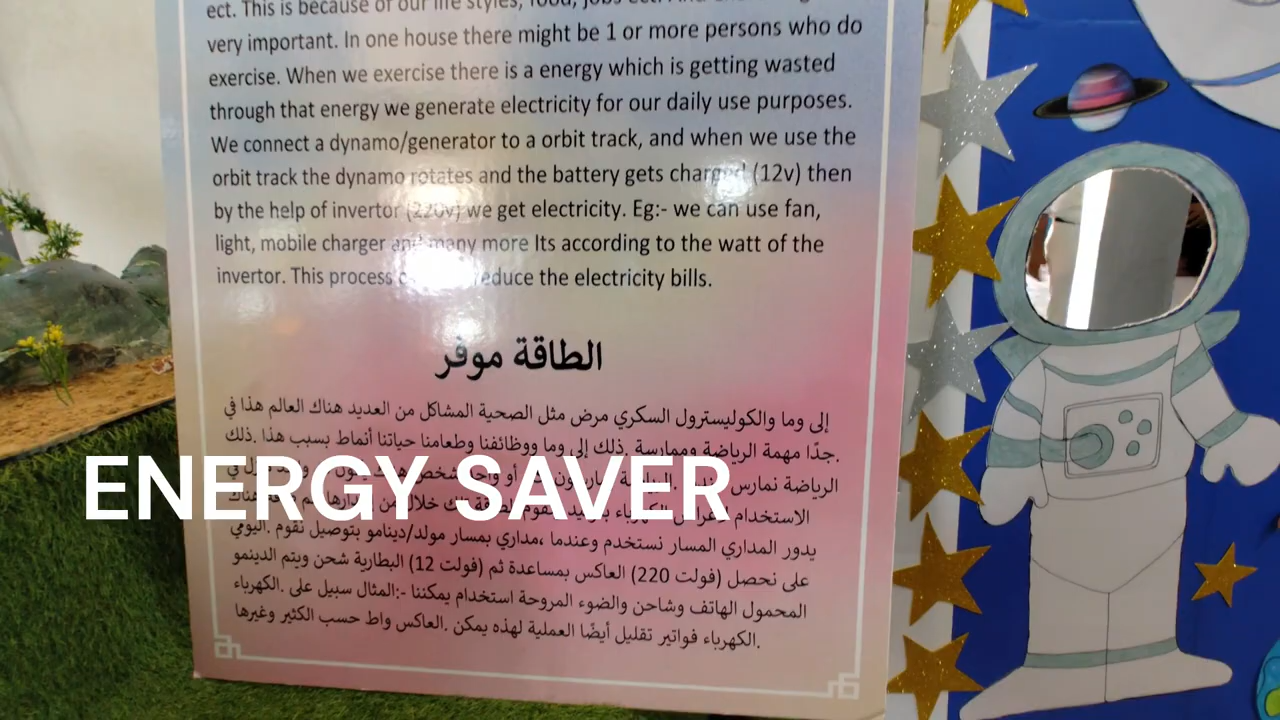 ect. This is because of our life styles, food, jobs ect.
very important. In one house there might be 1 or more persons who do
exercise. When we exercise there is a energy which is getting wasted
through that energy we generate electricity for our daily use purposes.
We connect a dynamo/generator to a orbit track, and when we use the
orbit track the dynamo rotates and the battery gets charged (12v) then
by the help of invertor (220v) we get electricity. Eg:- we can use fan,
light, mobile charger and many more Its according to the watt of the
invertor. This process reduce the electricity bills.
الطاقة موفر
إلى وما والكوليسترول السكري مرض مثل الصحية المشاكل من العديد هناك العالم هذا في
.جدًا مهمة الرياضة وممارسة .ذلك إلى وما ووظائفنا وطعامنا حياتنا أنماط بسبب هذا .ذلك
الرياضة نمارس شخص
ENERGY SAVER
الاستخدام الكهرباء
يدور المداري المسار نستخدم وعندما ،مداري بمسار مولد/دينامو بتوصيل نقوم .اليومي
على نحصل (فولت 220) العاكس بمساعدة ثم (فولت 12) البطارية شحن ويتم الدينمو
المحمول الهاتف وشاحن والضوء المروحة استخدام يمكننا -:المثال سبيل على .الكهرباء
.الكهرباء فواتير تقليل أيضًا العملية لهذه يمكن .العاكس واط حسب الكثير وغيرها